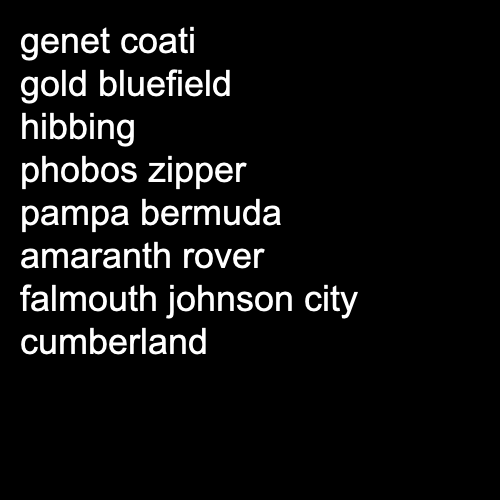 genet coati
gold bluefield
hibbing
phobos zipper
pampa bermuda
amaranth rover
falmouth johnson city
cumberland